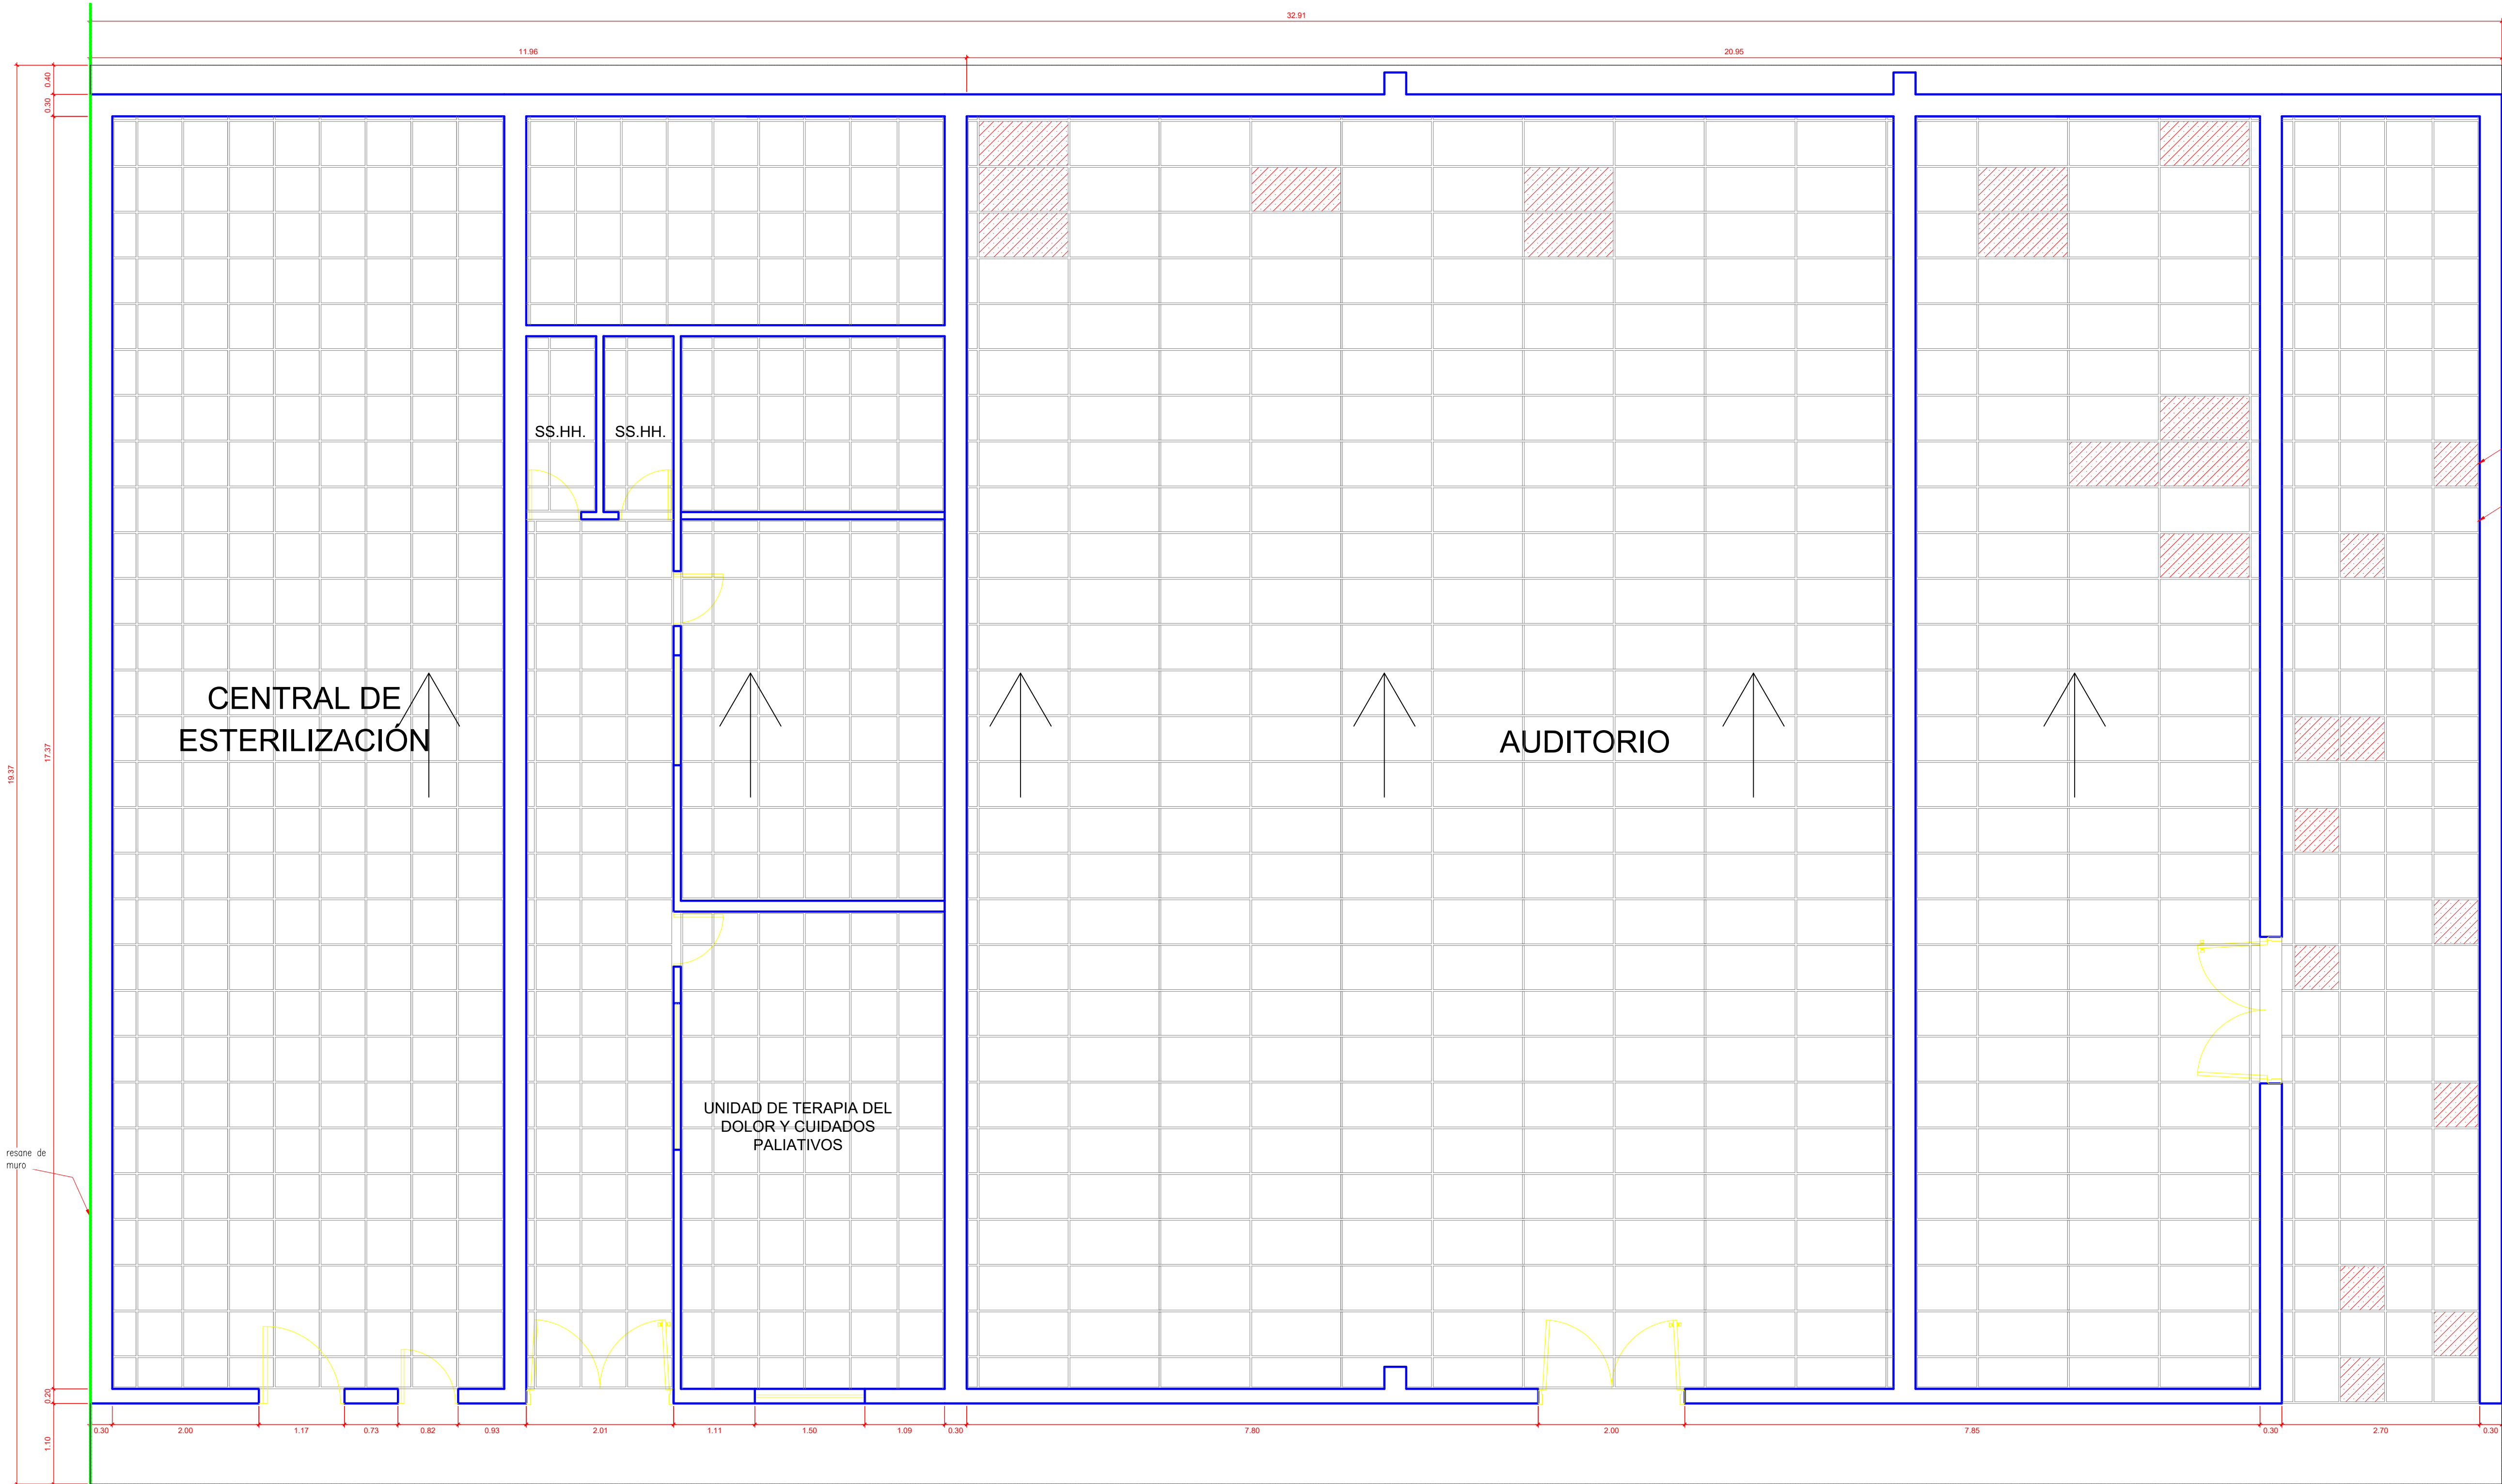 32.91
11.96
20.95
0.40
0.30
SS.HH.
SS.HH.
CENTRAL DE
ESTERILIZACIÓN
AUDITORIO
17.37
19.37
UNIDAD DE TERAPIA DEL
DOLOR Y CUIDADOS
PALIATIVOS
resane de
muro
0.20
1.10
0.30
2.00
1.17
0.73
0.82
0.93
2.01
1.11
1.50
1.09
0.30
7.80
2.00
7.85
0.30
2.70
0.30